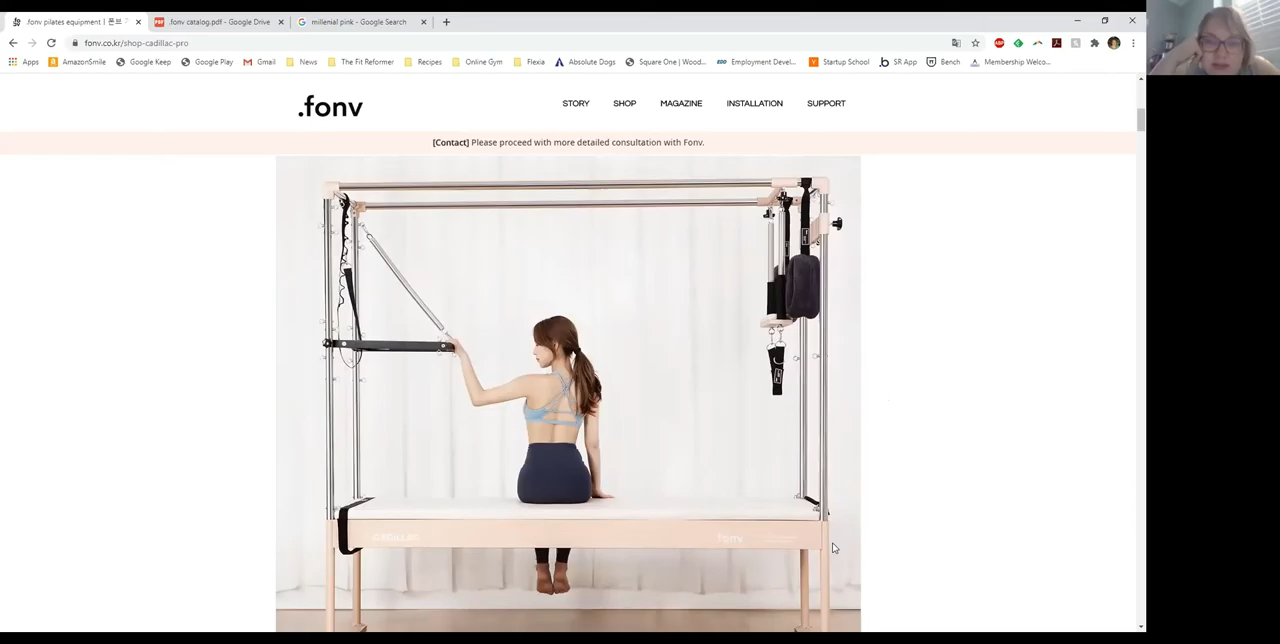 .fonv pilates equipment | 폰브
.fonv catalog.pdf - Google Drive
millenial pink - Google Search
fonv.co.kr/shop-cadillac-pro
Apps AmazonSmile Google Keep Google Play Gmail News The Fit Reformer Recipes Online Gym Flexia Absolute Dogs Square One | Wood... Employment Devel... Startup School SR App Bench Membership Welco...
.fonv STORY SHOP MAGAZINE INSTALLATION SUPPORT
[Contact] Please proceed with more detailed consultation with Fonv.
CADILLAC fonv